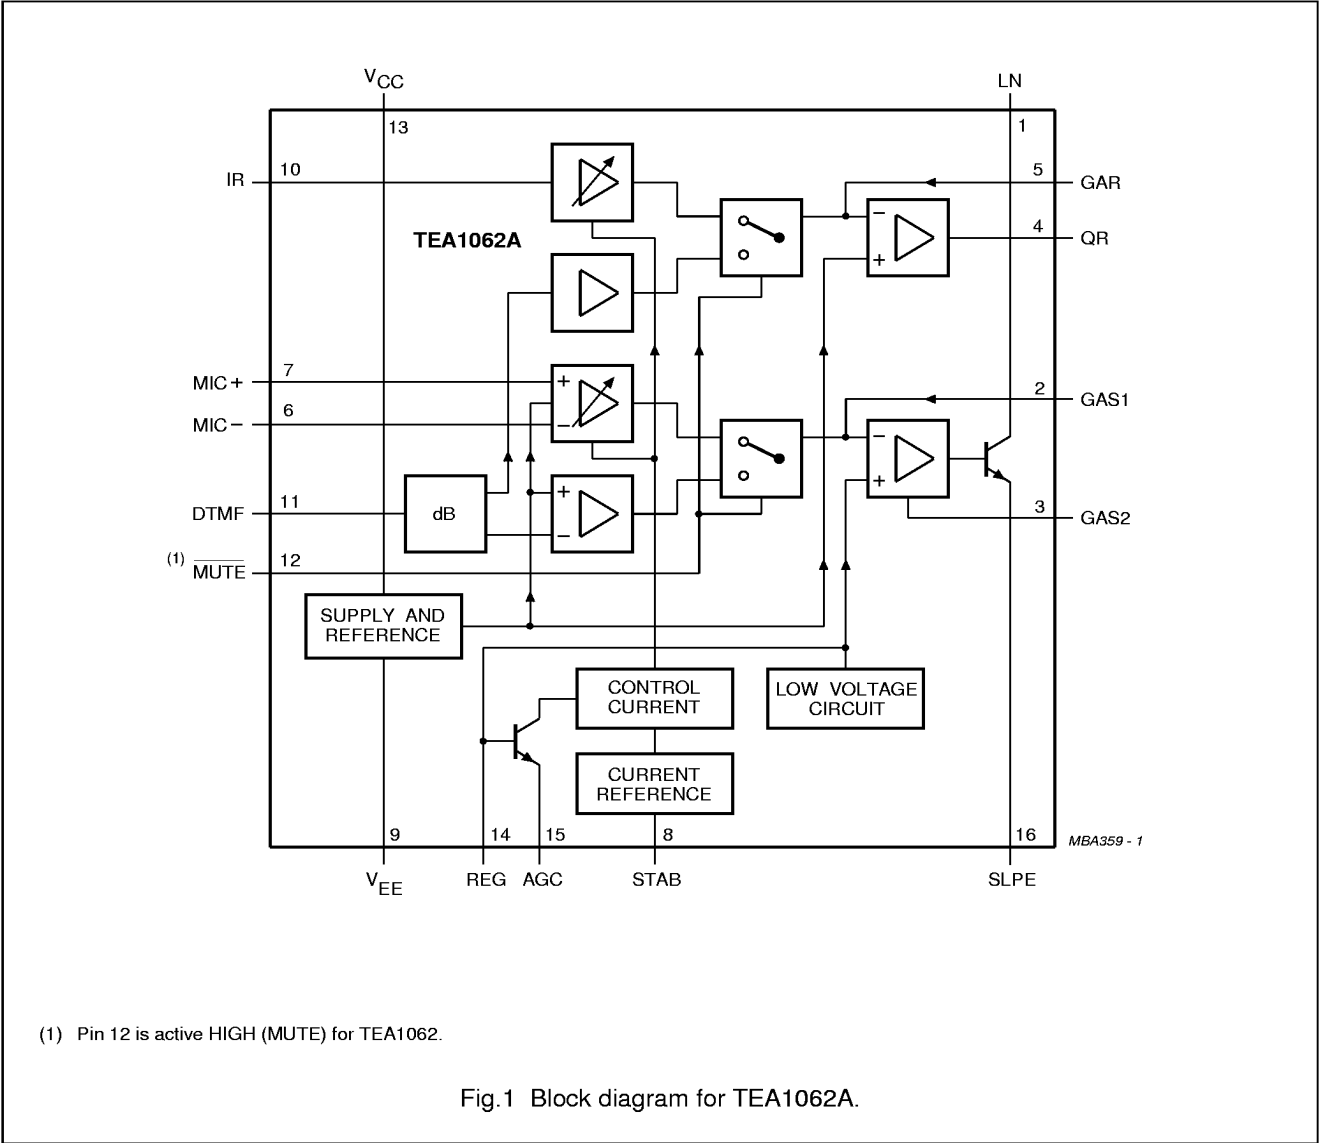 VCC
LN
13
1
10
5
IR
GAR
TEA1062A
−
4
QR
+
7
2
MIC+
+
GAS1
6
MIC−
−
−
+
11
+
3
DTMF
dB
GAS2
−
(1) MUTE
12
SUPPLY AND
REFERENCE
CONTROL
CURRENT
LOW VOLTAGE
CIRCUIT
CURRENT
REFERENCE
9
14
15
8
16
MBA359 - 1
VEE
REG
AGC
STAB
SLPE
(1) Pin 12 is active HIGH (MUTE) for TEA1062.
Fig.1 Block diagram for TEA1062A.